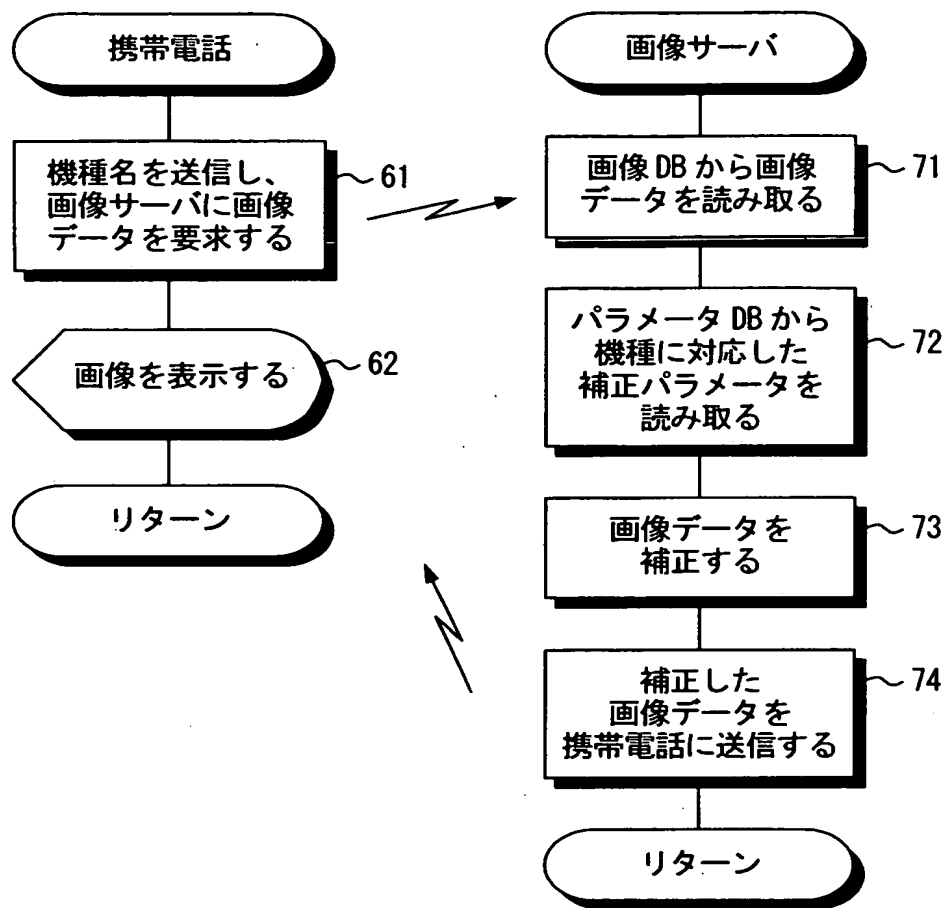 携帯電話
機種名を送信し、
画像サーバに画像
データを要求する
61
画像を表示する
62
リターン
画像サーバ
画像DBから画像
データを読み取る
71
パラメータDBから
機種に対応した
補正パラメータを
読み取る
72
画像データを
補正する
73
補正した
画像データを
携帯電話に送信する
74
リターン